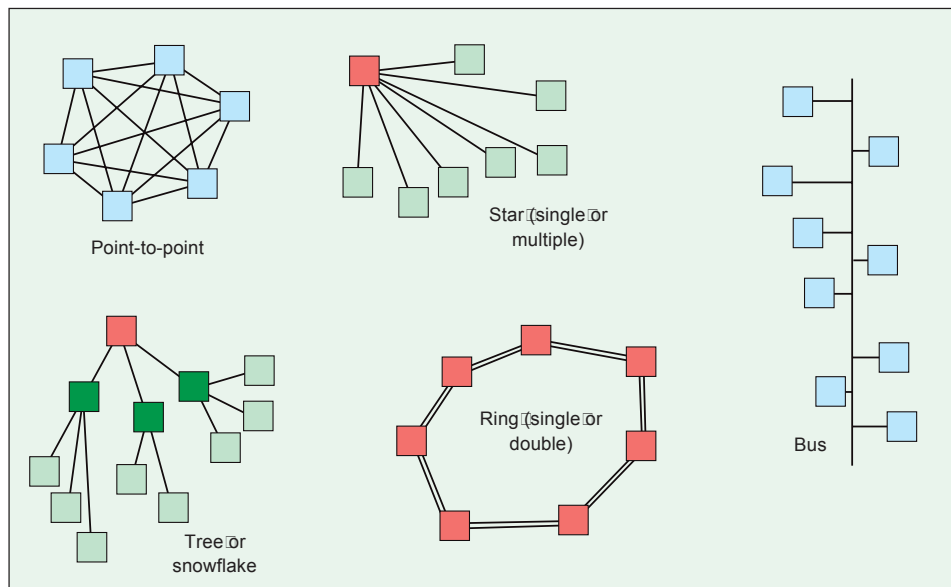 Point-to-point
Star (single or
multiple)
Tree or
snowflake
Ring (single or
double)
Bus